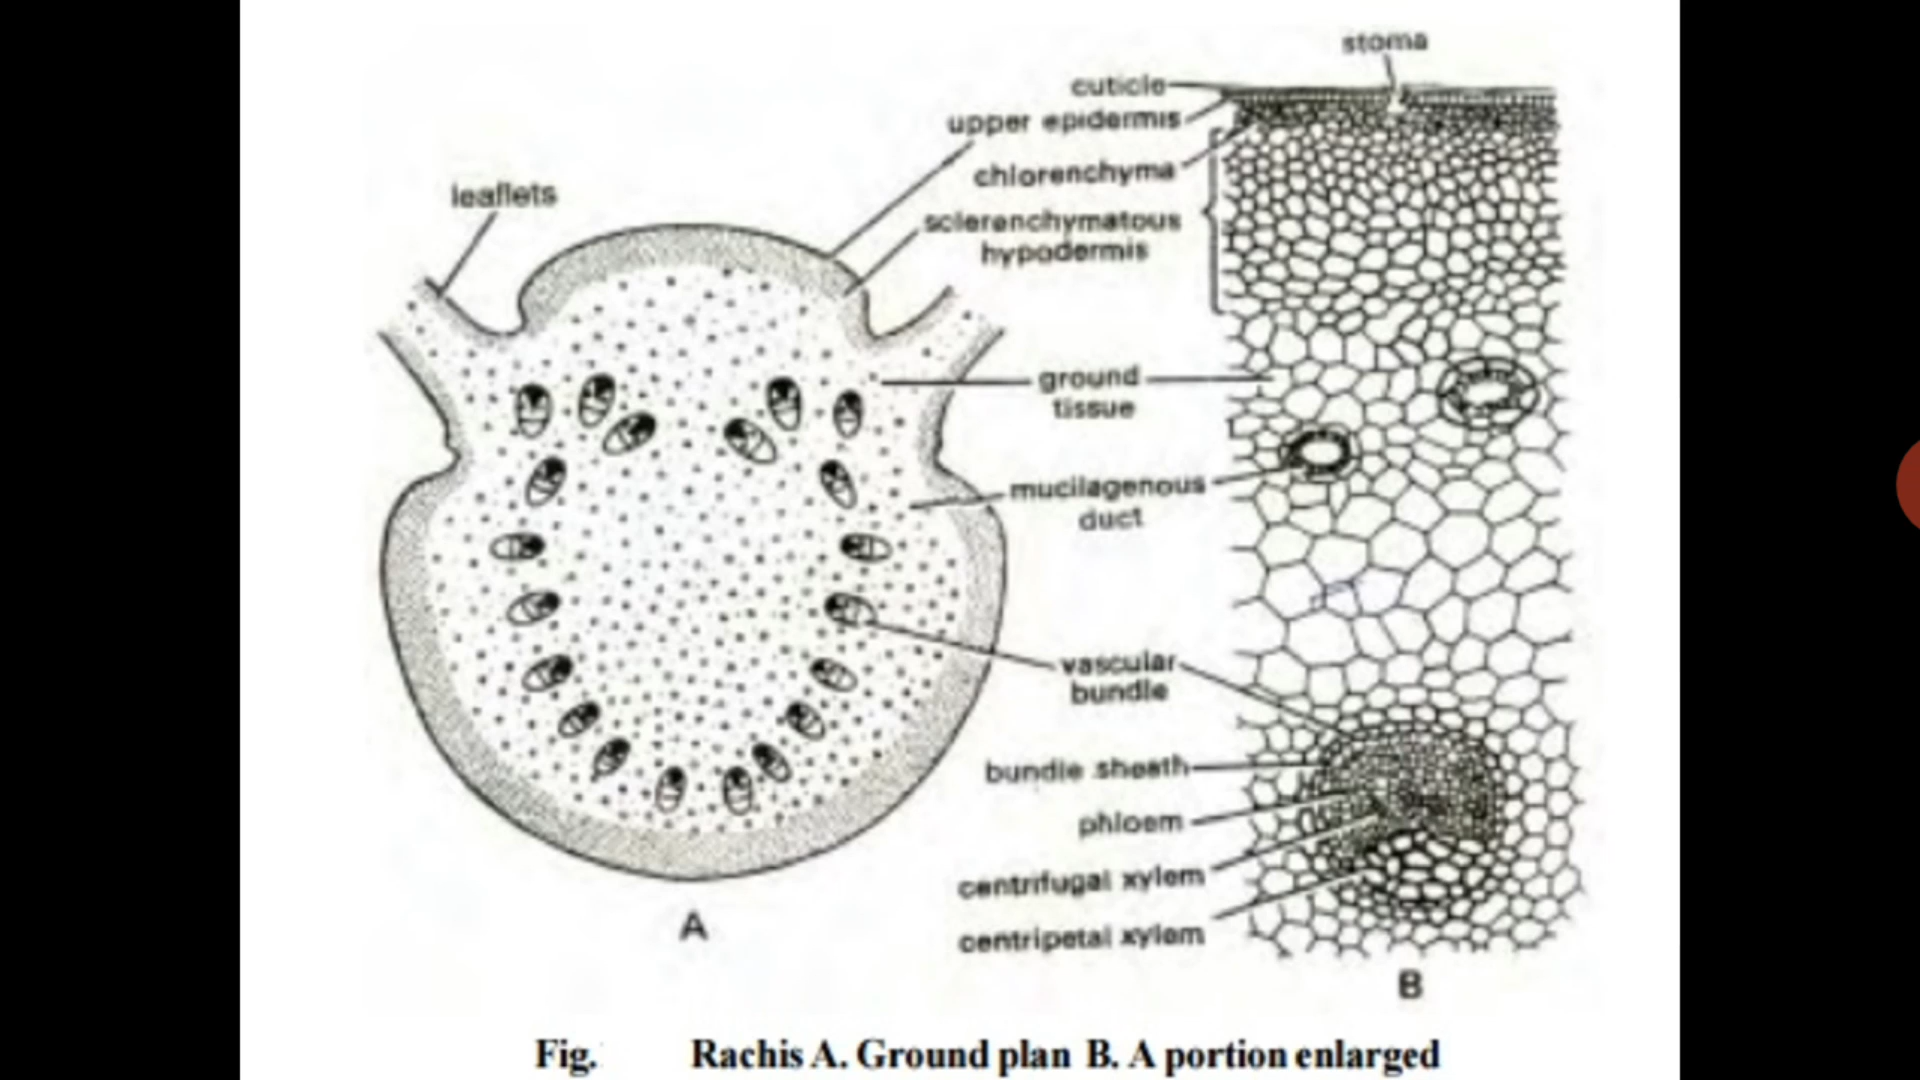 stoma
cuticle
upper epidermis
chlorenchyma
leaflets
sclerenchymatous
hypodermis
ground
tissue
mucilagenous
duct
vascular
bundle
bundle sheath
phloem
centrifugal xylem
centripetal xylem
A
B
Fig. Rachis A. Ground plan B. A portion enlarged